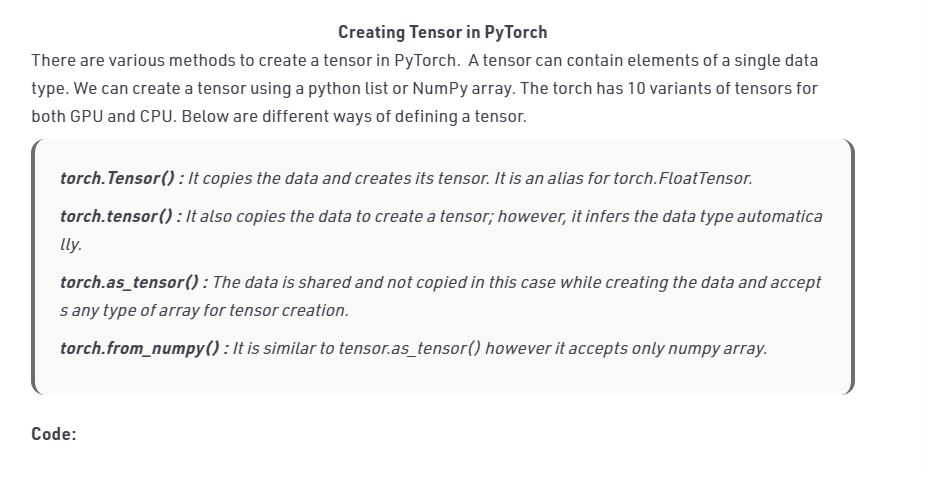 Creating Tensor in PyTorch
There are various methods to create a tensor in PyTorch.  A tensor can contain elements of a single data
type. We can create a tensor using a python list or NumPy array. The torch has 10 variants of tensors for
both GPU and CPU. Below are different ways of defining a tensor.
torch.Tensor() : It copies the data and creates its tensor. It is an alias for torch.FloatTensor.
torch.tensor() : It also copies the data to create a tensor; however, it infers the data type automatica
lly.
torch.as_tensor() : The data is shared and not copied in this case while creating the data and accept
s any type of array for tensor creation.
torch.from_numpy() : It is similar to tensor.as_tensor() however it accepts only numpy array.
Code: